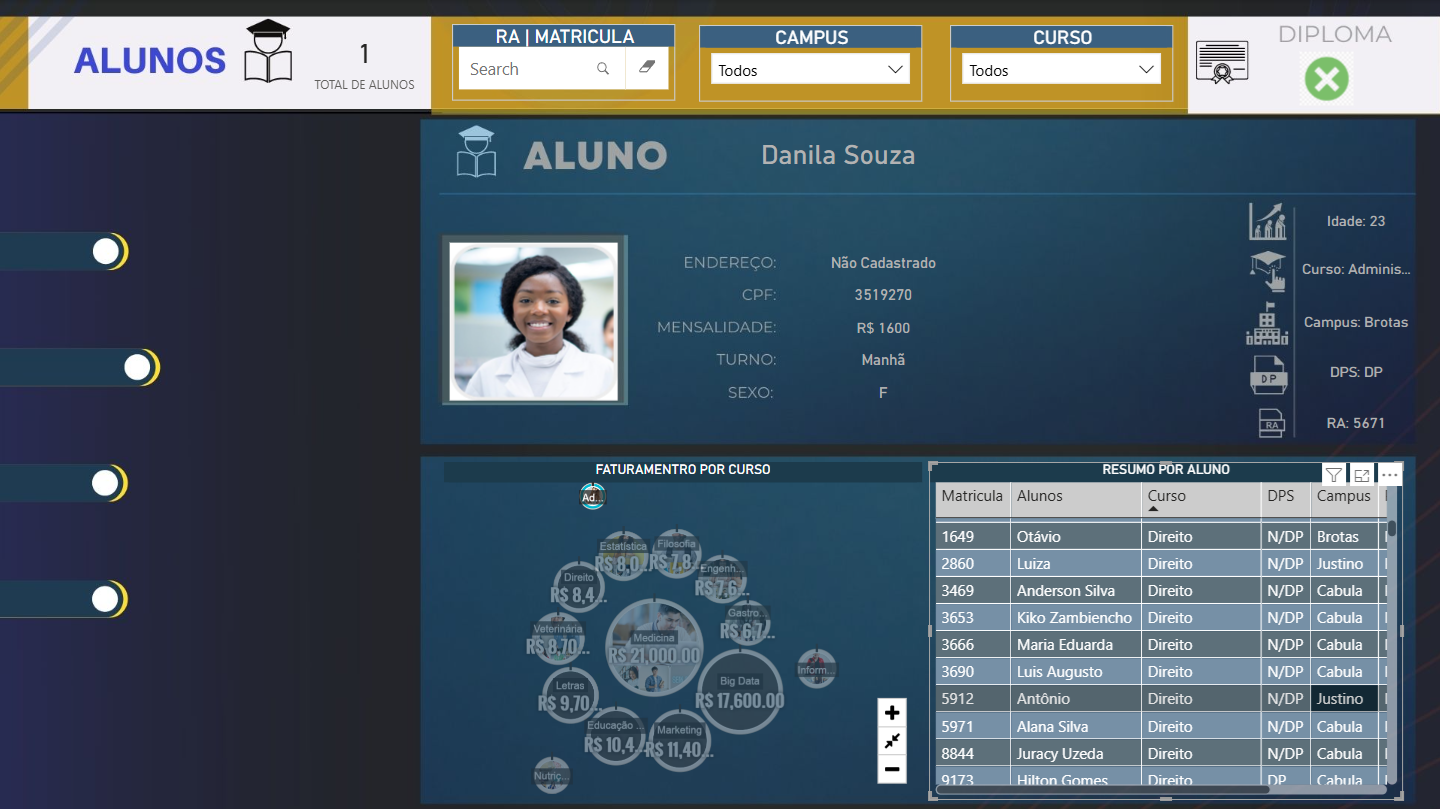 ALUNOS
1
TOTAL DE ALUNOS
RA | MATRICULA
Search
CAMPUS
Todos
CURSO
Todos
DIPLOMA
ALUNO
Danila Souza
ENDEREÇO: Não Cadastrado
CPF: 3519270
MENSALIDADE: R$ 1600
TURNO: Manhã
SEXO: F
Idade: 23
Curso: Adminis...
Campus: Brotas
DP
DPS: DP
RA
RA: 5671
FATURAMENTRO POR CURSO
Ad...
Estatística
R$ 8,0...
Filosofia
R$ 7,8...
Engenh...
R$ 7,6...
Direito
R$ 8,4...
Gastro...
R$ 6,7...
Veterinária
R$ 8,70...
Medicina
R$ 21,000.00
Inform...
Letras
R$ 9,70...
Big Data
R$ 17,600.00
Educação ...
R$ 10,4...
Marketing
R$ 11,40...
Nutriç...
RESUMO POR ALUNO
Matricula Alunos Curso DPS Campus
1649 Otávio Direito N/DP Brotas
2860 Luiza Direito N/DP Justino
3469 Anderson Silva Direito N/DP Cabula
3653 Kiko Zambiencho Direito N/DP Cabula
3666 Maria Eduarda Direito N/DP Cabula
3690 Luis Augusto Direito N/DP Cabula
5912 Antônio Direito N/DP Justino
5971 Alana Silva Direito N/DP Cabula
8844 Juracy Uzeda Direito N/DP Cabula
9173 Hilton Gomes Direito DP Cabula